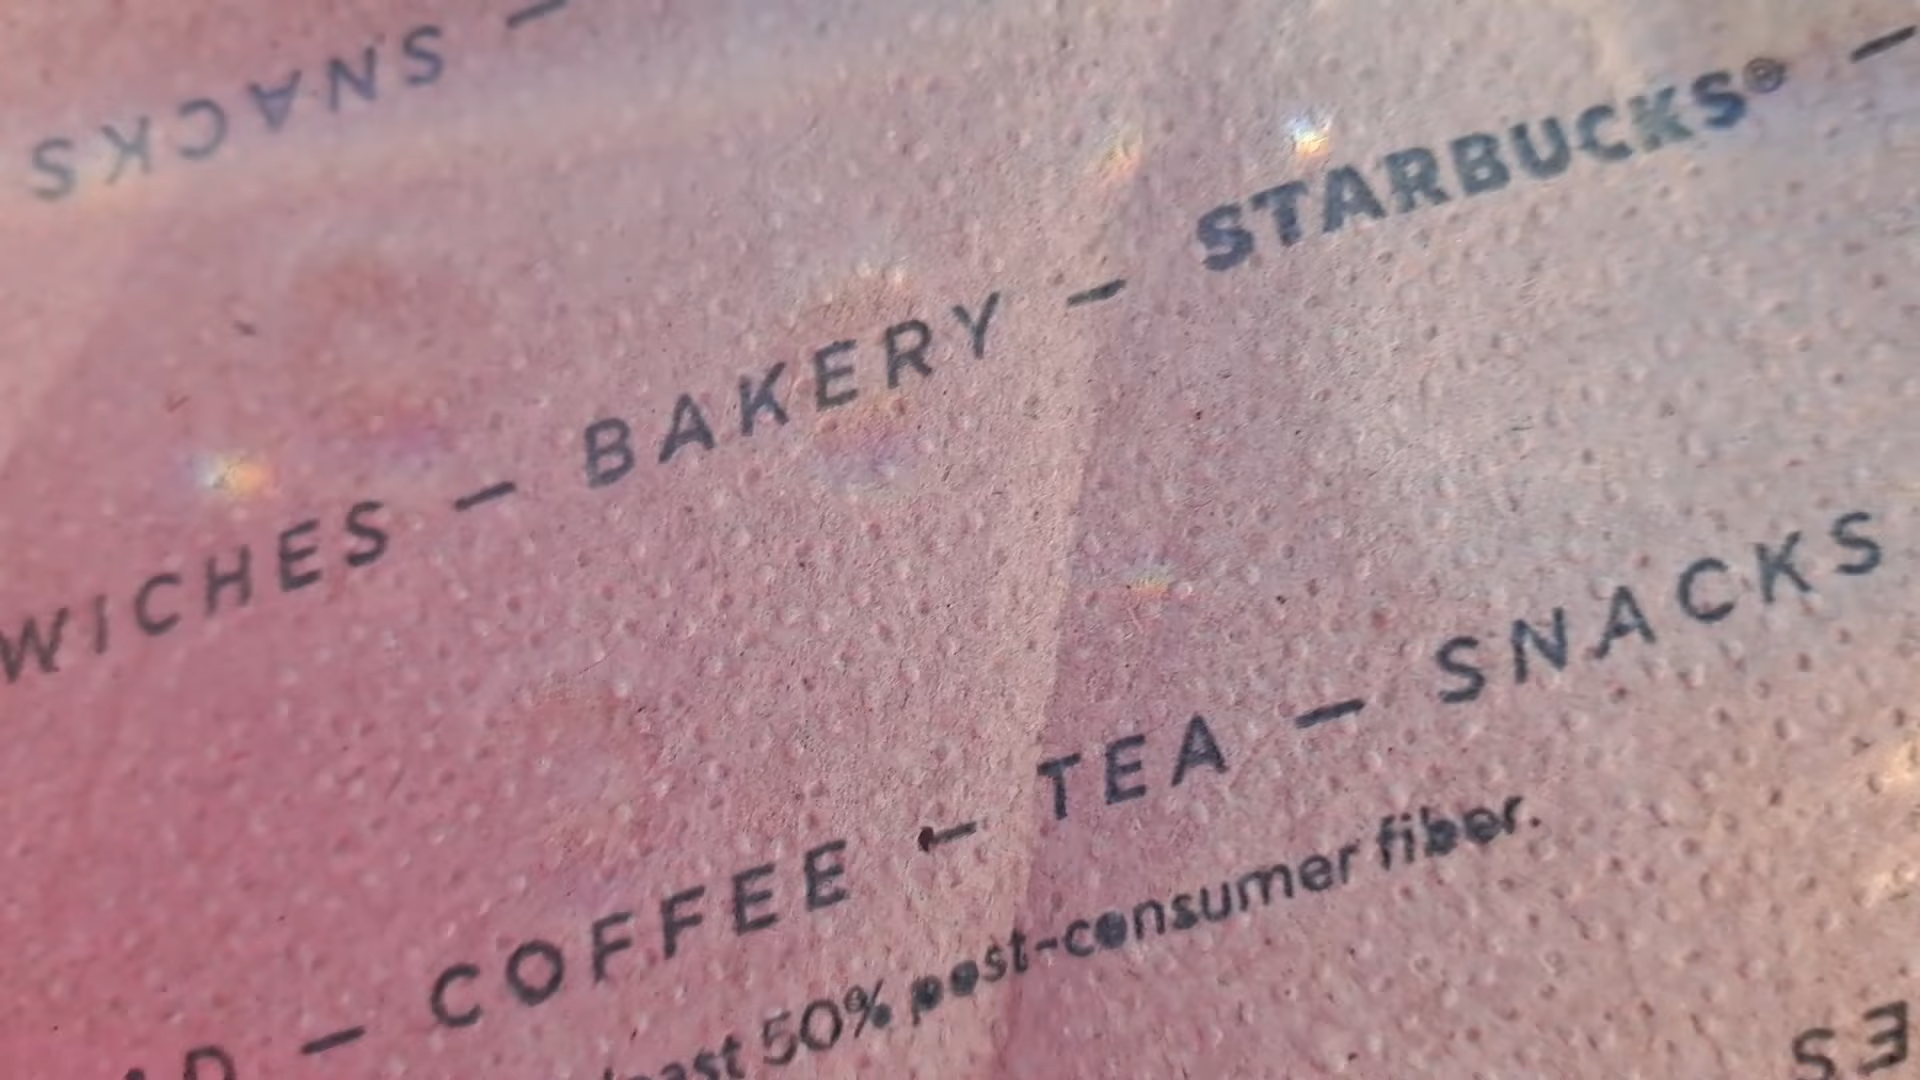 SNACKS —
WICHES — BAKERY — STARBUCKS® —
— COFFEE — TEA — SNACKS
50% post-consumer fiber.